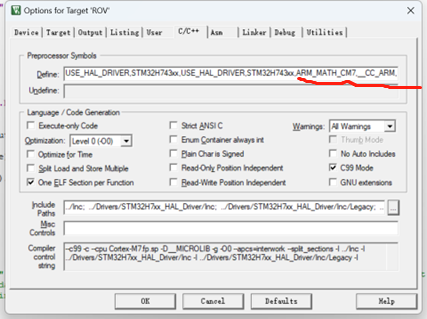 Options for Target 'ROV'
Device Target Output Listing User C/C++ Asm Linker Debug Utilities
Preprocessor Symbols
Define: USE_HAL_DRIVER,STM32H743xx,USE_HAL_DRIVER,STM32H743xx,ARM_MATH_CM7,__CC_ARM,
Undefine:
Language / Code Generation
Execute-only Code Strict ANSI C Warnings: All Warnings
Optimization: Level 0 (-O0) Enum Container always int Thumb Mode
Optimize for Time Plain Char is Signed No Auto Includes
Split Load and Store Multiple Read-Only Position Independent C99 Mode
One ELF Section per Function Read-Write Position Independent GNU extensions
Include Paths ../Inc; ../Drivers/STM32H7xx_HAL_Driver/Inc; ../Drivers/STM32H7xx_HAL_Driver/Inc/Legacy; ...
Misc Controls
Compiler control string --c99 -c --cpu Cortex-M7.fp.sp -D__MICROLIB -g -O0 --apcs=interwork --split_sections -I ../Inc -I
../Drivers/STM32H7xx_HAL_Driver/Inc -I ../Drivers/STM32H7xx_HAL_Driver/Inc/Legacy -I
OK Cancel Defaults Help